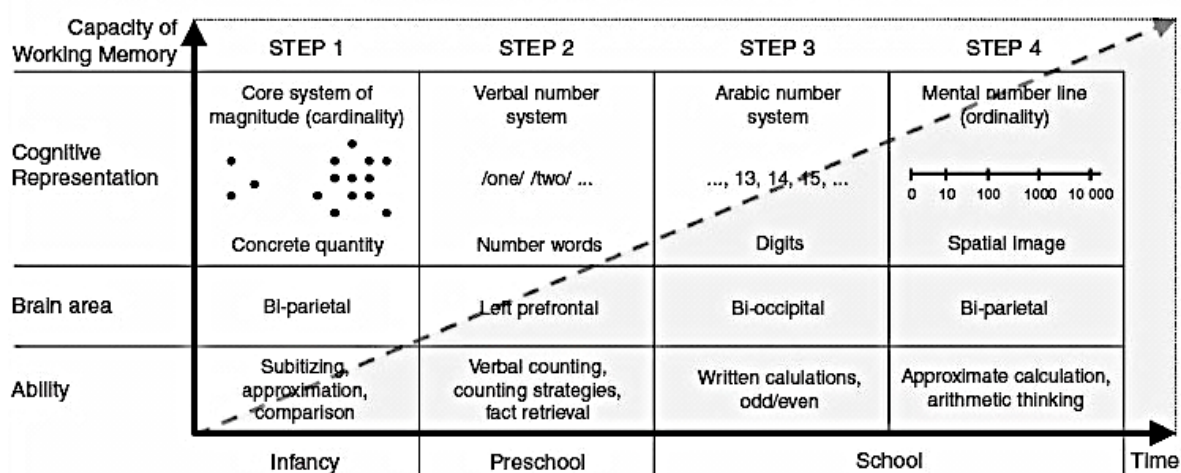 Capacity of
Working Memory
STEP 1
STEP 2
STEP 3
STEP 4
Cognitive
Representation
Core system of
magnitude (cardinality)
Concrete quantity
Verbal number
system
/one/ /two/ ...
Number words
Arabic number
system
..., 13, 14, 15, ...
Digits
Mental number line
(ordinality)
0 10 100 1000 10 000
Spatial Image
Brain area
Bi-parietal
Left prefrontal
Bi-occipital
Bi-parietal
Ability
Subitizing,
approximation,
comparison
Verbal counting,
counting strategies,
fact retrieval
Written calulations,
odd/even
Approximate calculation,
arithmetic thinking
Infancy
Preschool
School
Time